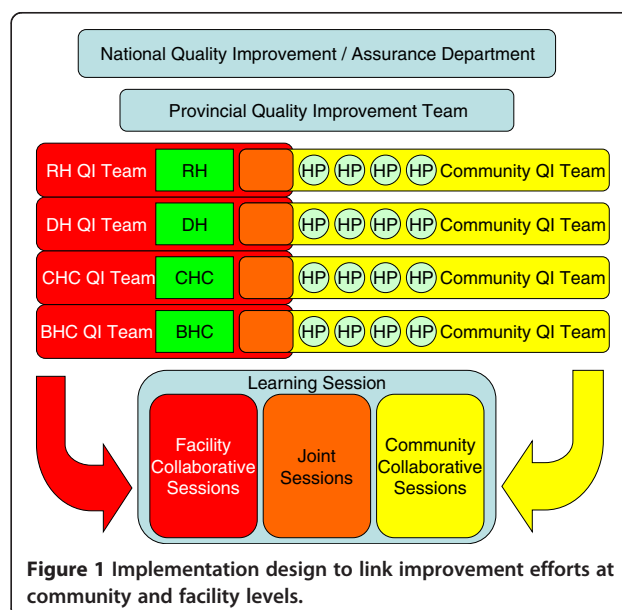 National Quality Improvement / Assurance Department
Provincial Quality Improvement Team
RH QI Team RH HP HP HP HP Community QI Team
DH QI Team DH HP HP HP HP Community QI Team
CHC QI Team CHC HP HP HP HP Community QI Team
BHC QI Team BHC HP HP HP HP Community QI Team
Learning Session
Facility
Collaborative
Sessions
Joint
Sessions
Community
Collaborative
Sessions
Figure 1 Implementation design to link improvement efforts at
community and facility levels.